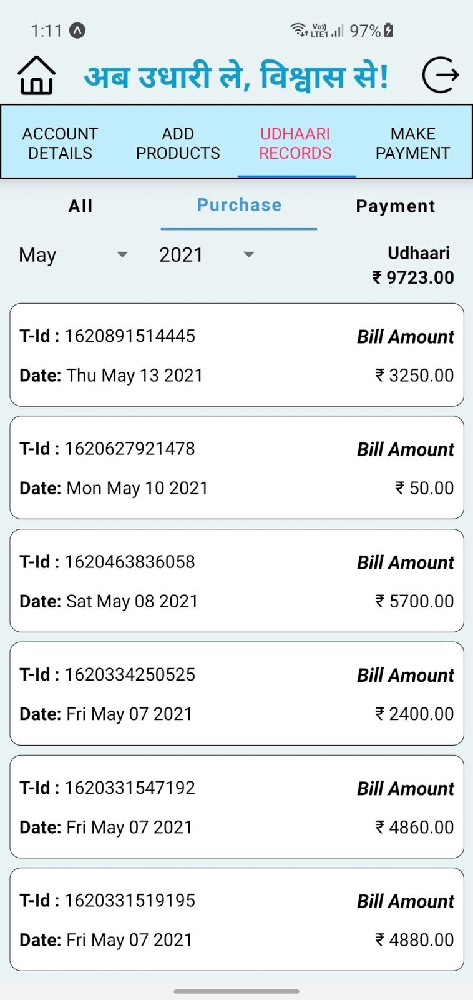 1:11 Vo)) LTE1 97%
अब उधारी ले, विश्वास से!
ACCOUNT DETAILS
ADD PRODUCTS
UDHAARI RECORDS
MAKE PAYMENT
All Purchase Payment
May 2021 Udhaari
₹ 9723.00
T-Id : 1620891514445 Bill Amount
Date: Thu May 13 2021 ₹ 3250.00
T-Id : 1620627921478 Bill Amount
Date: Mon May 10 2021 ₹ 50.00
T-Id : 1620463836058 Bill Amount
Date: Sat May 08 2021 ₹ 5700.00
T-Id : 1620334250525 Bill Amount
Date: Fri May 07 2021 ₹ 2400.00
T-Id : 1620331547192 Bill Amount
Date: Fri May 07 2021 ₹ 4860.00
T-Id : 1620331519195 Bill Amount
Date: Fri May 07 2021 ₹ 4880.00